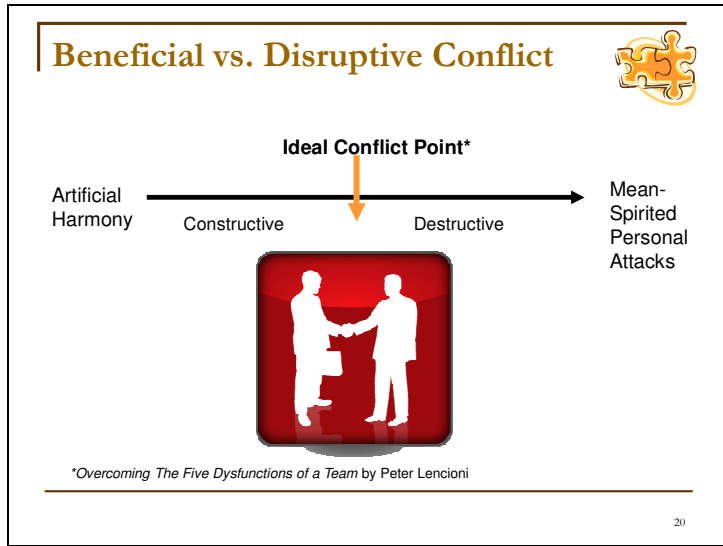 Beneficial vs. Disruptive Conflict
Ideal Conflict Point*
Artificial
Harmony
Constructive
Destructive
Mean-
Spirited
Personal
Attacks
*Overcoming The Five Dysfunctions of a Team by Peter Lencioni
20